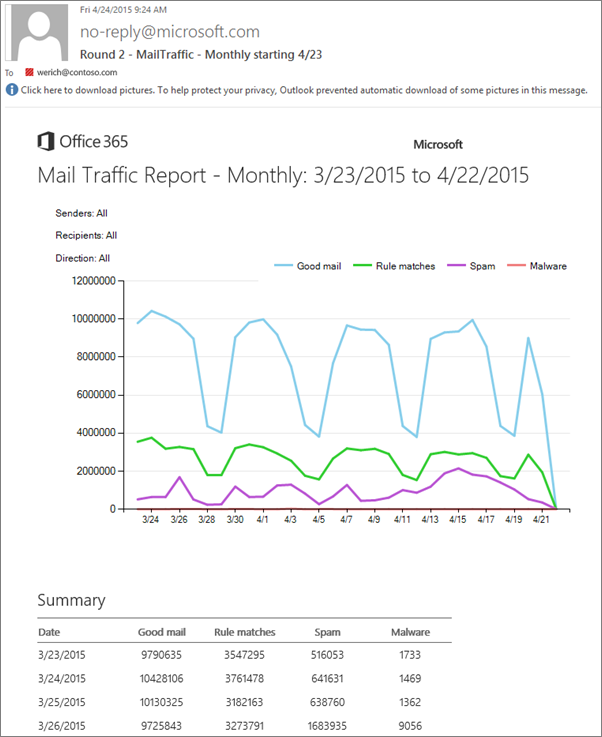 Fri 4/24/2015 9:24 AM
no-reply@microsoft.com
Round 2 - MailTraffic - Monthly starting 4/23
To werich@contoso.com
Click here to download pictures. To help protect your privacy, Outlook prevented automatic download of some pictures in this message.
Office 365 Microsoft
Mail Traffic Report - Monthly: 3/23/2015 to 4/22/2015
Senders: All
Recipients: All
Direction: All
Good mail Rule matches Spam Malware
12000000
10000000
8000000
6000000
4000000
2000000
0
3/24 3/26 3/28 3/30 4/1 4/3 4/5 4/7 4/9 4/11 4/13 4/15 4/17 4/19 4/21
Summary
Date Good mail Rule matches Spam Malware
3/23/2015 9790635 3547295 516053 1733
3/24/2015 10428106 3761478 641631 1469
3/25/2015 10130325 3182163 638760 1362
3/26/2015 9725843 3273791 1683935 9056